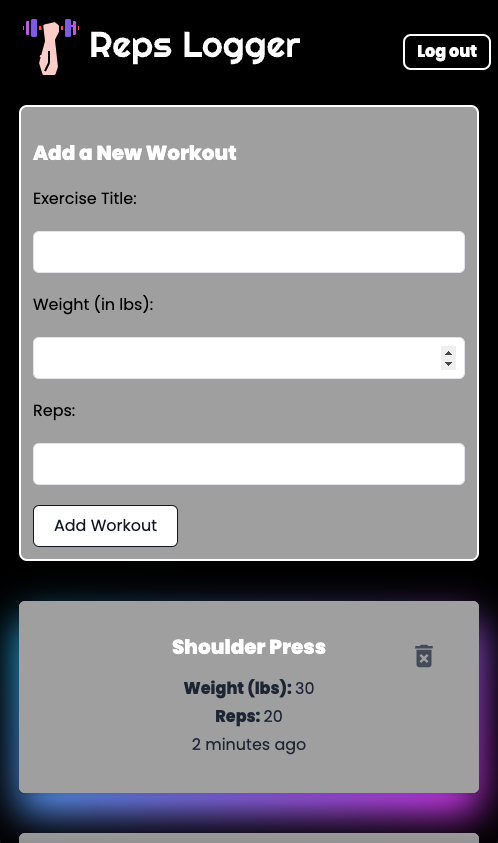 Reps Logger
Log out
Add a New Workout
Exercise Title:
Weight (in lbs):
Reps:
Add Workout
Shoulder Press
Weight (lbs): 30
Reps: 20
2 minutes ago